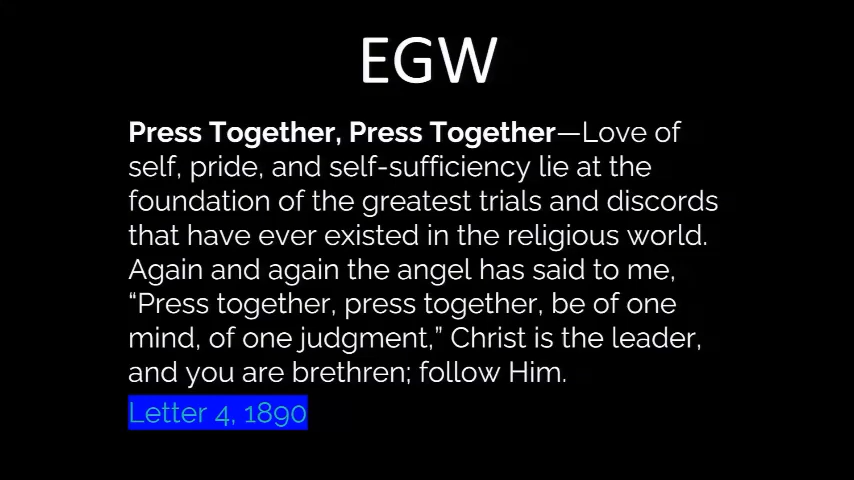 EGW
Press Together, Press Together—Love of
self, pride, and self-sufficiency lie at the
foundation of the greatest trials and discords
that have ever existed in the religious world.
Again and again the angel has said to me,
“Press together, press together, be of one
mind, of one judgment,” Christ is the leader,
and you are brethren; follow Him.
Letter 4, 1890